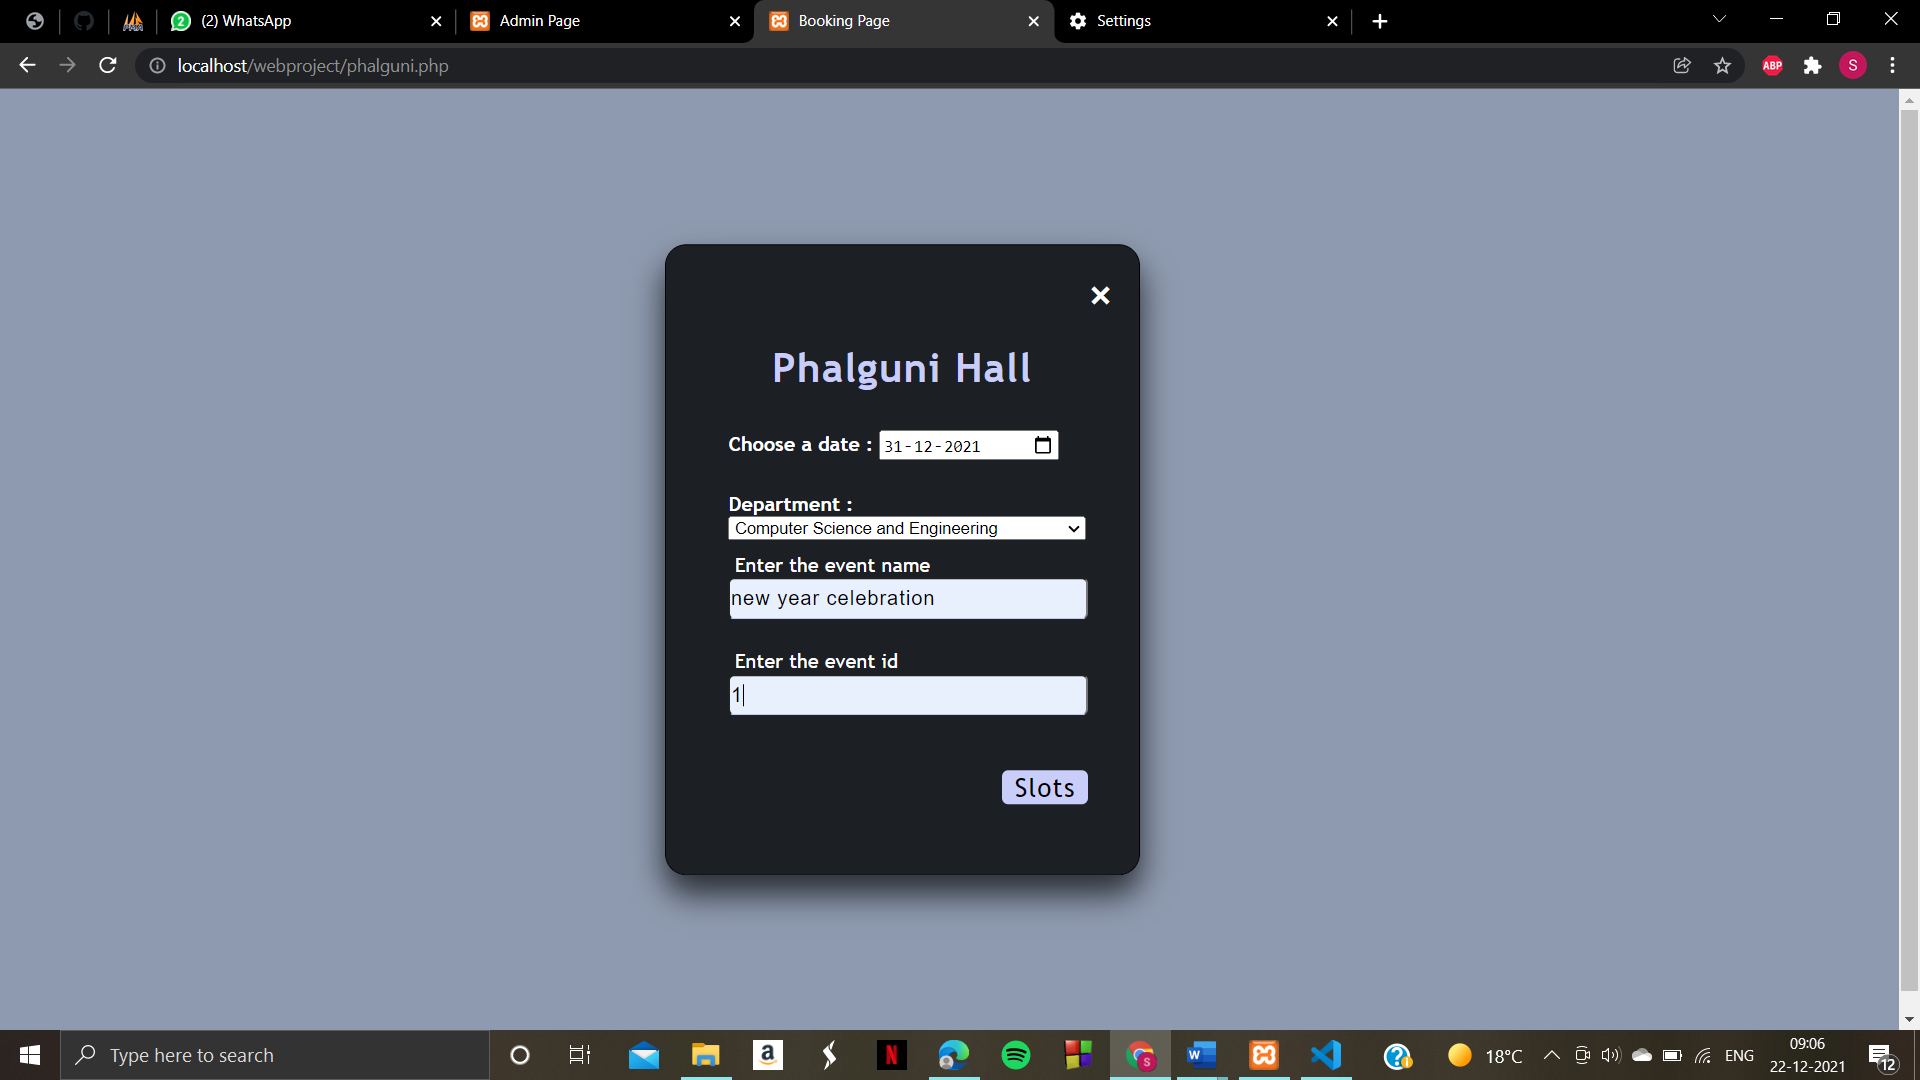 2
(2) WhatsApp
Admin Page
Booking Page
Settings
localhost/webproject/phalguni.php
ABP
S
Phalguni Hall
Choose a date : 31-12-2021
Department :
Computer Science and Engineering
Enter the event name
new year celebration
Enter the event id
1
Slots
Type here to search
a
N
S
W
18°C
ENG
09:06
22-12-2021
12